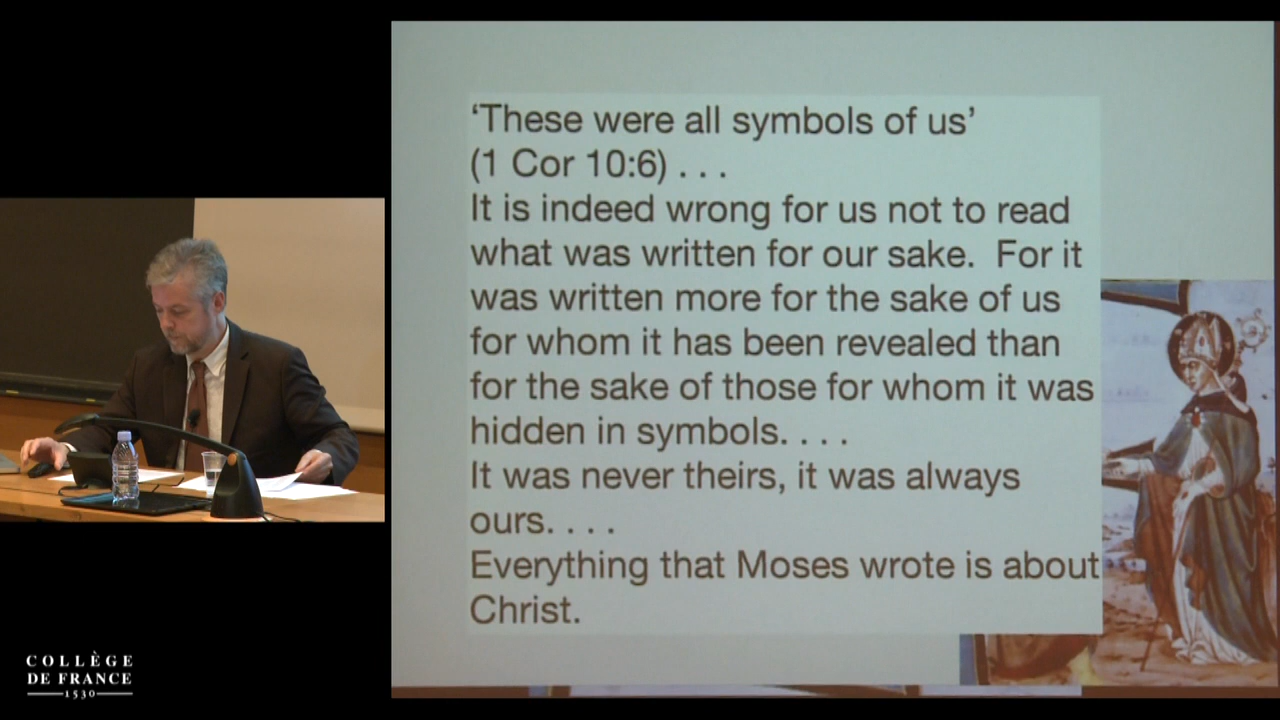 ‘These were all symbols of us’
(1 Cor 10:6) . . .
It is indeed wrong for us not to read
what was written for our sake.  For it
was written more for the sake of us
for whom it has been revealed than
for the sake of those for whom it was
hidden in symbols. . . .
It was never theirs, it was always
ours. . . .
Everything that Moses wrote is about
Christ.
COLLÈGE
DE FRANCE
1530